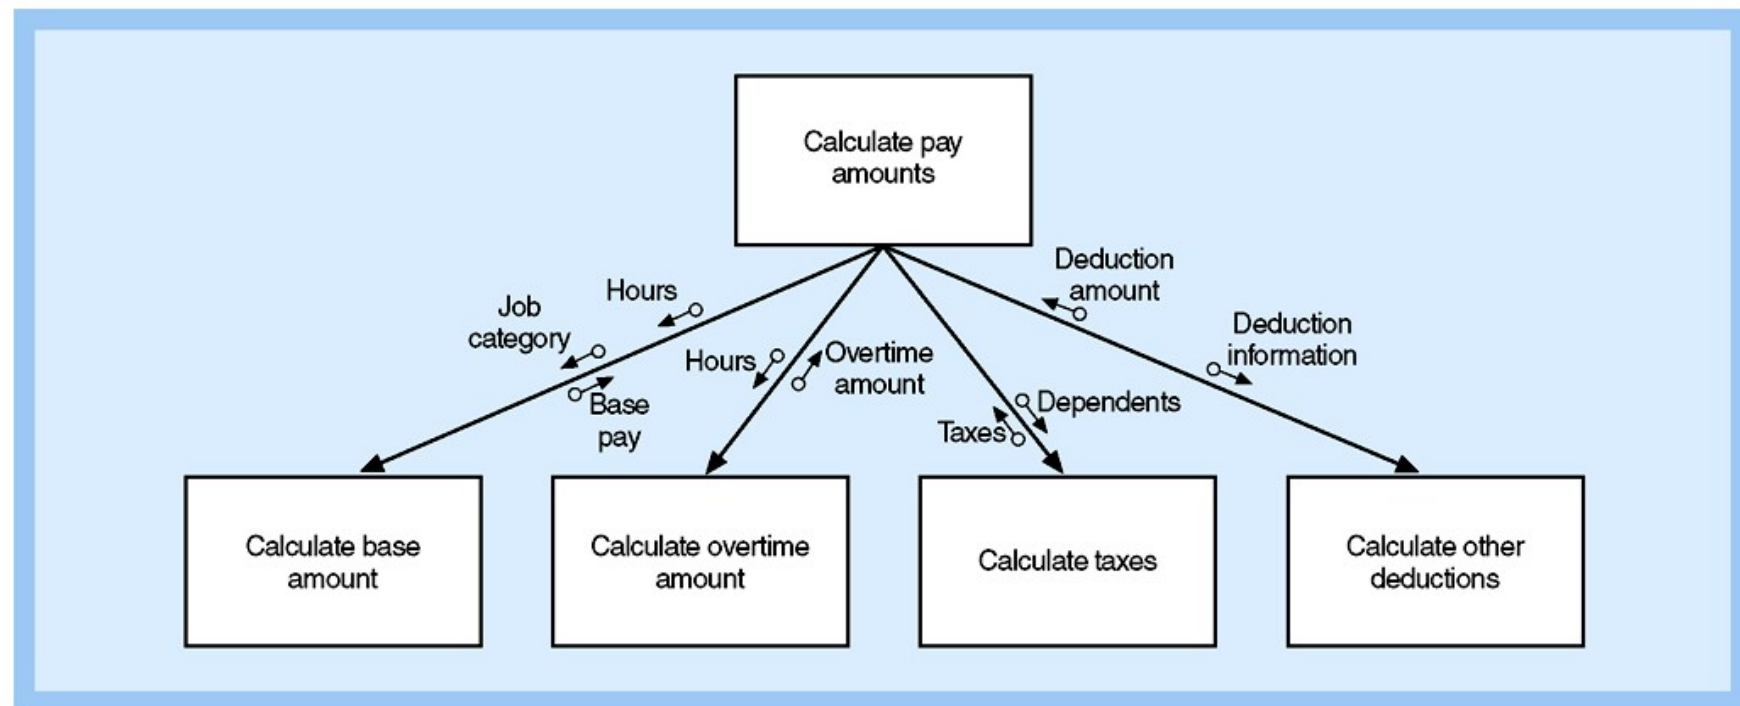 Calculate pay
amounts
Deduction
amount
Hours
Job
category
Deduction
information
Hours
Overtime
amount
Base
pay
Dependents
Taxes
Calculate base
amount
Calculate overtime
amount
Calculate taxes
Calculate other
deductions